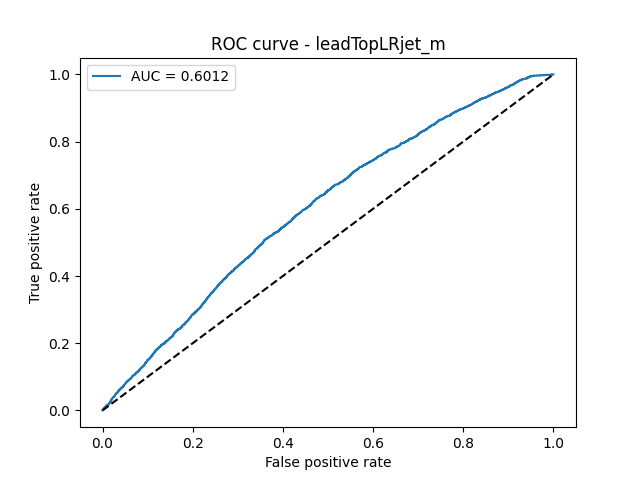 ROC curve - leadTopLRjet_m
AUC = 0.6012
True positive rate
1.0
0.8
0.6
0.4
0.2
0.0
0.0 0.2 0.4 0.6 0.8 1.0
False positive rate